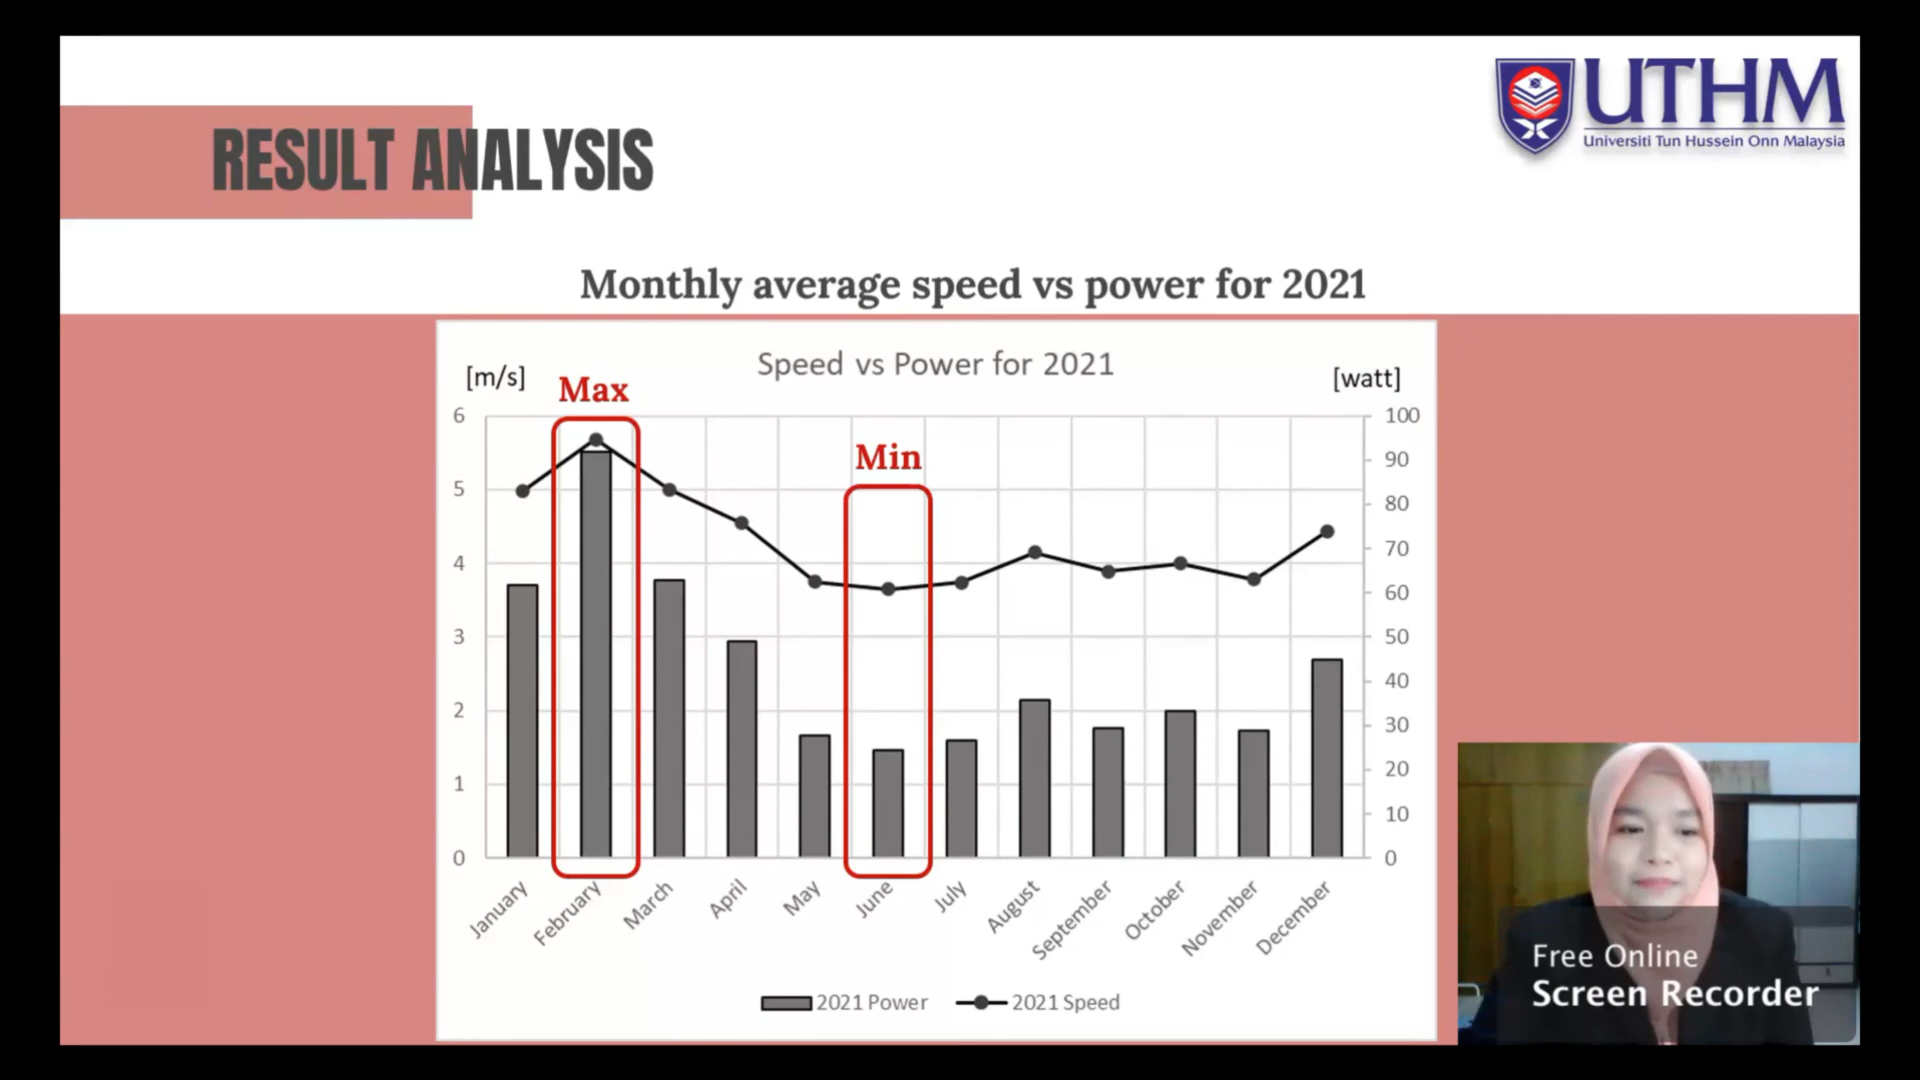 UTHM
Universiti Tun Hussein Onn Malaysia
RESULT ANALYSIS
Monthly average speed vs power for 2021
Speed vs Power for 2021
[m/s]
[watt]
Max
Min
6
5
4
3
2
1
0
100
90
80
70
60
50
40
30
20
10
0
January
February
March
April
May
June
July
August
September
October
November
December
2021 Power
2021 Speed
Free Online
Screen Recorder